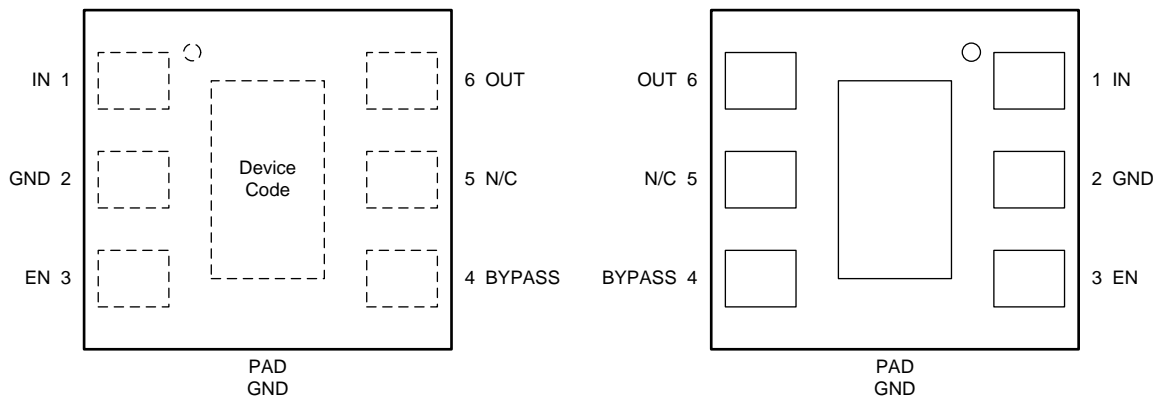 IN 1
6 OUT
GND 2
Device
Code
5 N/C
EN 3
4 BYPASS
PAD
GND
OUT 6
1 IN
N/C 5
2 GND
BYPASS 4
3 EN
PAD
GND